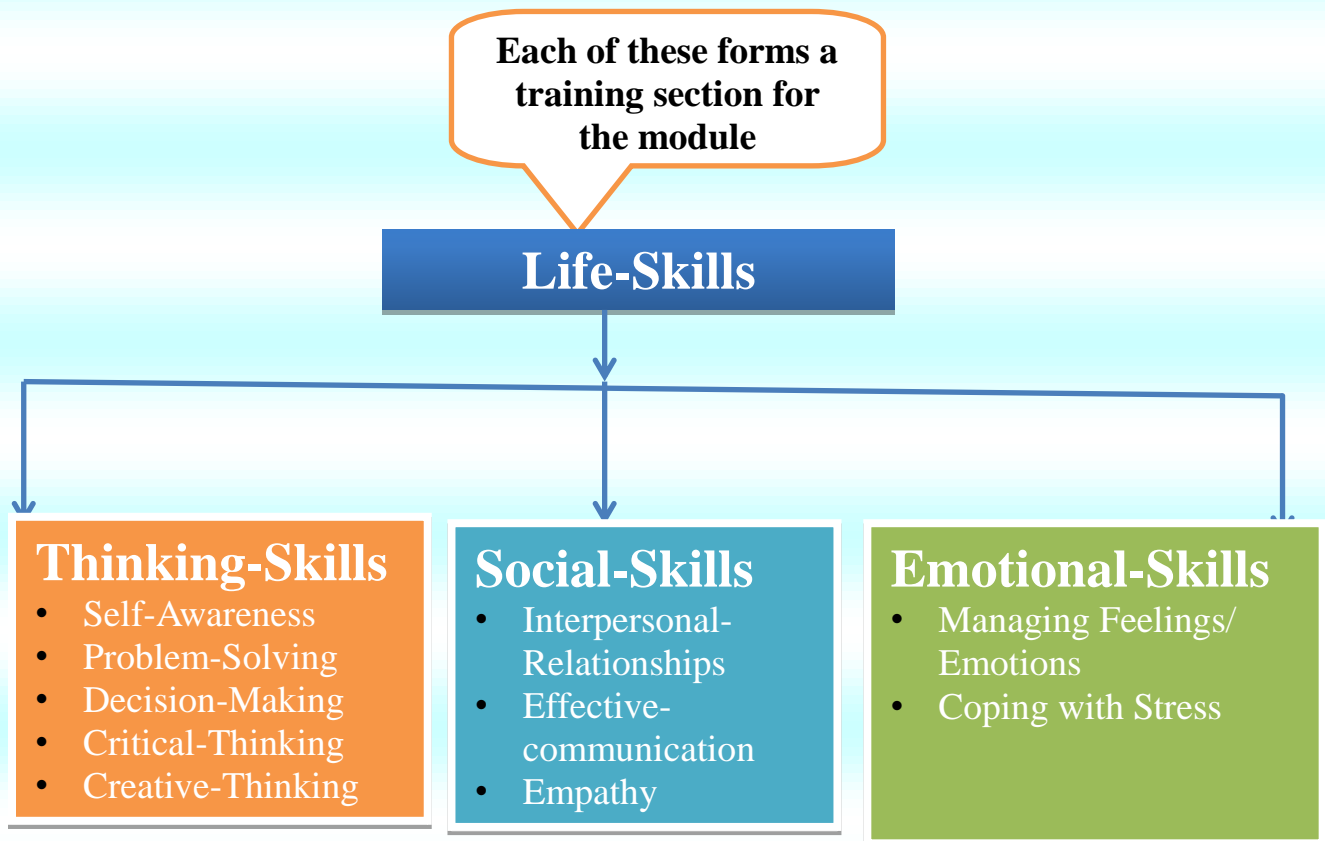 Each of these forms a
training section for
the module
Life-Skills
Thinking-Skills
• Self-Awareness
• Problem-Solving
• Decision-Making
• Critical-Thinking
• Creative-Thinking
Social-Skills
• Interpersonal-
Relationships
• Effective-
communication
• Empathy
Emotional-Skills
• Managing Feelings/
Emotions
• Coping with Stress